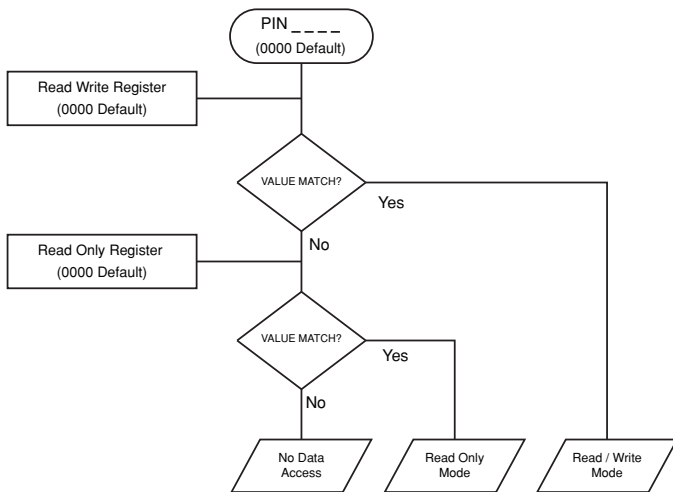 PIN _ _ _ _
(0000 Default)
Read Write Register
(0000 Default)
VALUE MATCH?
Yes
No
Read Only Register
(0000 Default)
VALUE MATCH?
Yes
No
No Data
Access
Read Only
Mode
Read / Write
Mode